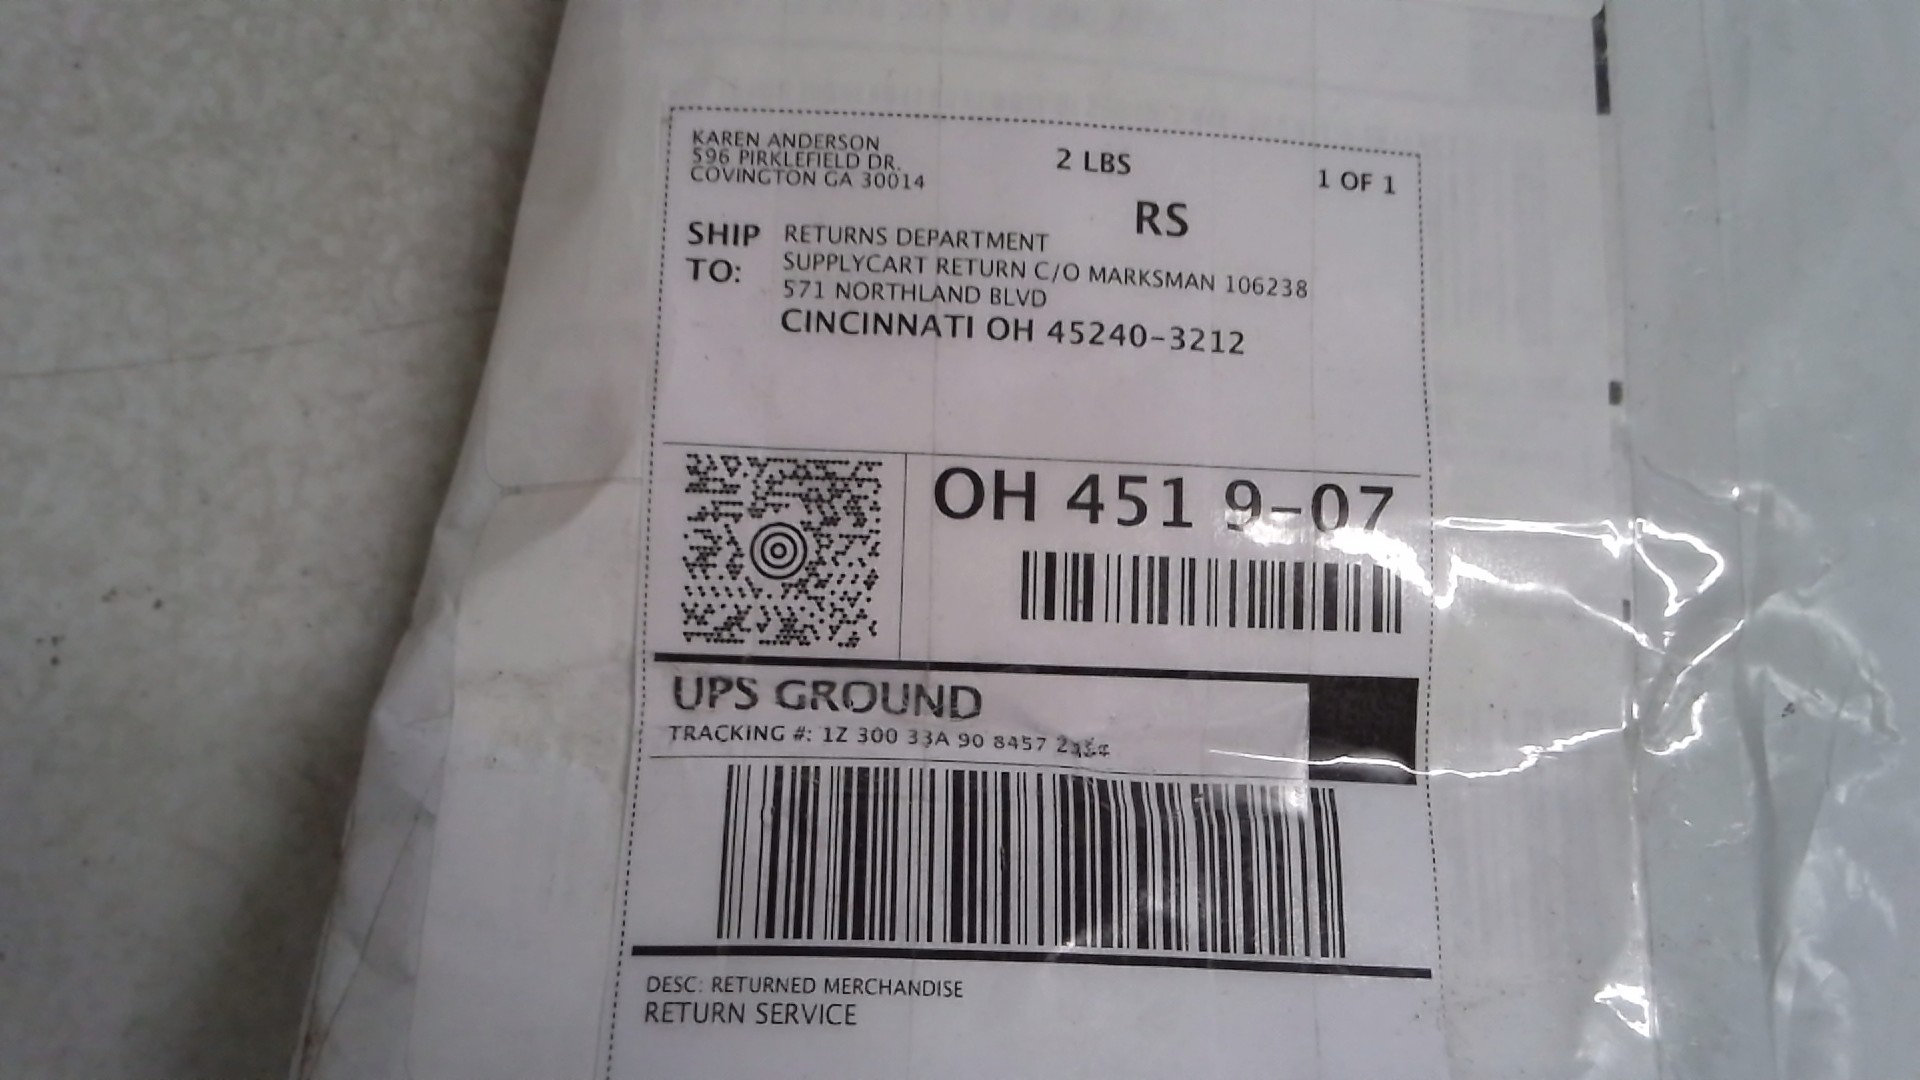 KAREN ANDERSON
596 PIRKLEFIELD DR.
COVINGTON GA 30014
2 LBS
1 OF 1
RS
SHIP TO:
RETURNS DEPARTMENT
SUPPLYCART RETURN C/O MARKSMAN 106238
571 NORTHLAND BLVD
CINCINNATI OH 45240-3212
OH 451 9-07
UPS GROUND
TRACKING #: 1Z 300 33A 90 8457
DESC: RETURNED MERCHANDISE
RETURN SERVICE